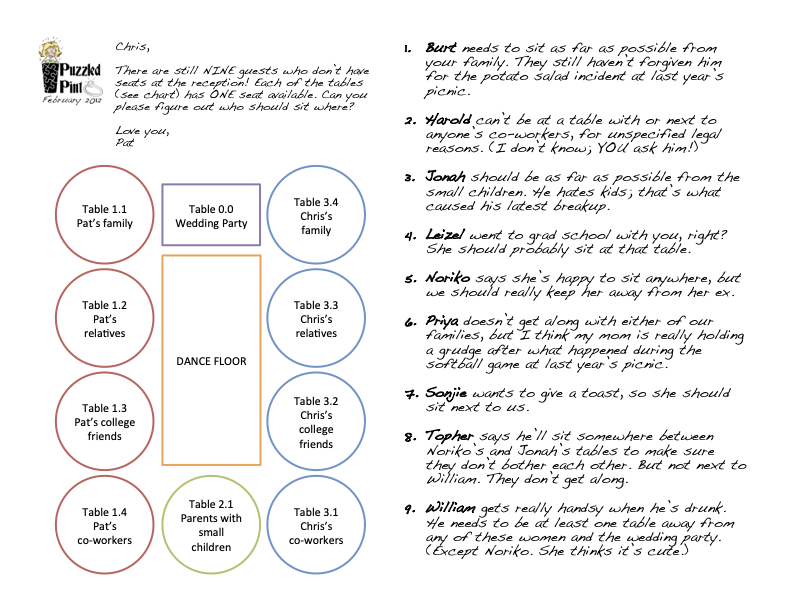 Puzzled
Pint
February 2012
Chris,
There are still NINE guests who don't have
seats at the reception! Each of the tables
(see chart) has ONE seat available. Can you
please figure out who should sit where?
Love you,
Pat
Table 1.1
Pat's family
Table 0.0
Wedding Party
Table 3.4
Chris's
family
Table 1.2
Pat's
relatives
Table 3.3
Chris's
relatives
DANCE FLOOR
Table 1.3
Pat's college
friends
Table 3.2
Chris's
college
friends
Table 1.4
Pat's
co-workers
Table 2.1
Parents with
small
children
Table 3.1
Chris's
co-workers
1. Burt needs to sit as far as possible from
your family. They still haven't forgiven him
for the potato salad incident at last year's
picnic.
2. Harold can't be at a table with or next to
anyone's co-workers, for unspecified legal
reasons. (I don't know; YOU ask him!)
3. Jonah should be as far as possible from the
small children. He hates kids; that's what
caused his latest breakup.
4. Leizel went to grad school with you, right?
She should probably sit at that table.
5. Noriko says she's happy to sit anywhere, but
we should really keep her away from her ex.
6. Priya doesn't get along with either of our
families, but I think my mom is really holding
a grudge after what happened during the
softball game at last year's picnic.
7. Sonjie wants to give a toast, so she should
sit next to us.
8. Topher says he'll sit somewhere between
Noriko's and Jonah's tables to make sure
they don't bother each other. But not next to
William. They don't get along.
9. William gets really handsy when he's drunk.
He needs to be at least one table away from
any of these women and the wedding party.
(Except Noriko. She thinks it's cute.)